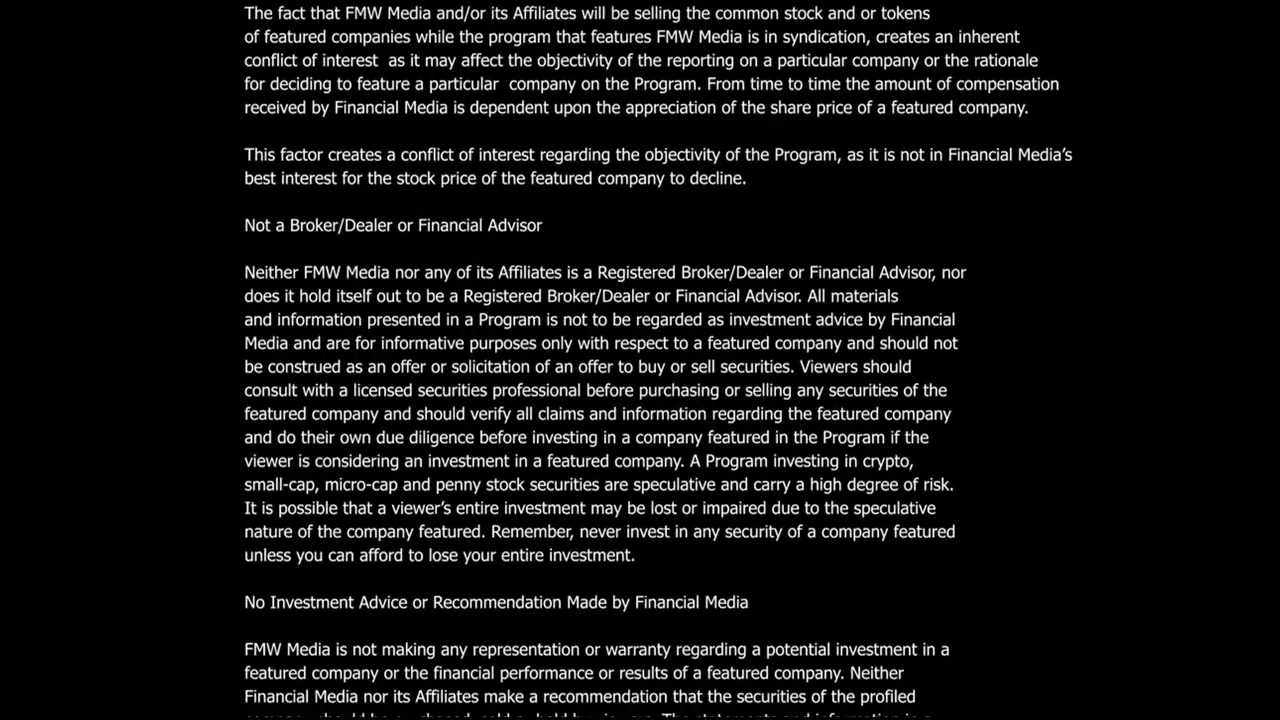 The fact that FMW Media and/or its Affiliates will be selling the common stock and or tokens
of featured companies while the program that features FMW Media is in syndication, creates an inherent
conflict of interest  as it may affect the objectivity of the reporting on a particular company or the rationale
for deciding to feature a particular  company on the Program. From time to time the amount of compensation
received by Financial Media is dependent upon the appreciation of the share price of a featured company.
This factor creates a conflict of interest regarding the objectivity of the Program, as it is not in Financial Media’s
best interest for the stock price of the featured company to decline.
Not a Broker/Dealer or Financial Advisor
Neither FMW Media nor any of its Affiliates is a Registered Broker/Dealer or Financial Advisor, nor
does it hold itself out to be a Registered Broker/Dealer or Financial Advisor. All materials
and information presented in a Program is not to be regarded as investment advice by Financial
Media and are for informative purposes only with respect to a featured company and should not
be construed as an offer or solicitation of an offer to buy or sell securities. Viewers should
consult with a licensed securities professional before purchasing or selling any securities of the
featured company and should verify all claims and information regarding the featured company
and do their own due diligence before investing in a company featured in the Program if the
viewer is considering an investment in a featured company. A Program investing in crypto,
small-cap, micro-cap and penny stock securities are speculative and carry a high degree of risk.
It is possible that a viewer’s entire investment may be lost or impaired due to the speculative
nature of the company featured. Remember, never invest in any security of a company featured
unless you can afford to lose your entire investment.
No Investment Advice or Recommendation Made by Financial Media
FMW Media is not making any representation or warranty regarding a potential investment in a
featured company or the financial performance or results of a featured company. Neither
Financial Media nor its Affiliates make a recommendation that the securities of the profiled